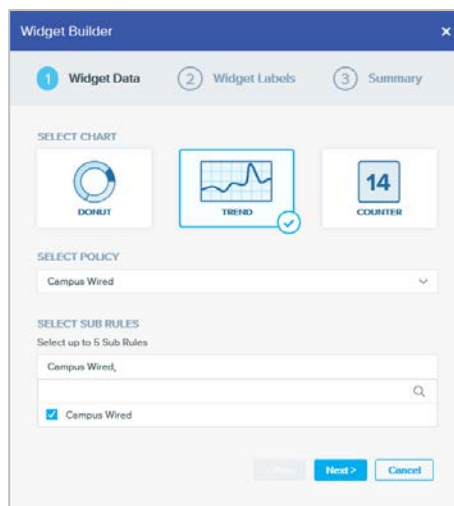 Widget Builder ×
1 Widget Data 2 Widget Labels 3 Summary
SELECT CHART
14
DONUT TREND COUNTER
SELECT POLICY
Campus Wired
SELECT SUB RULES
Select up to 5 Sub Rules
Campus Wired,
Campus Wired
Next > Cancel